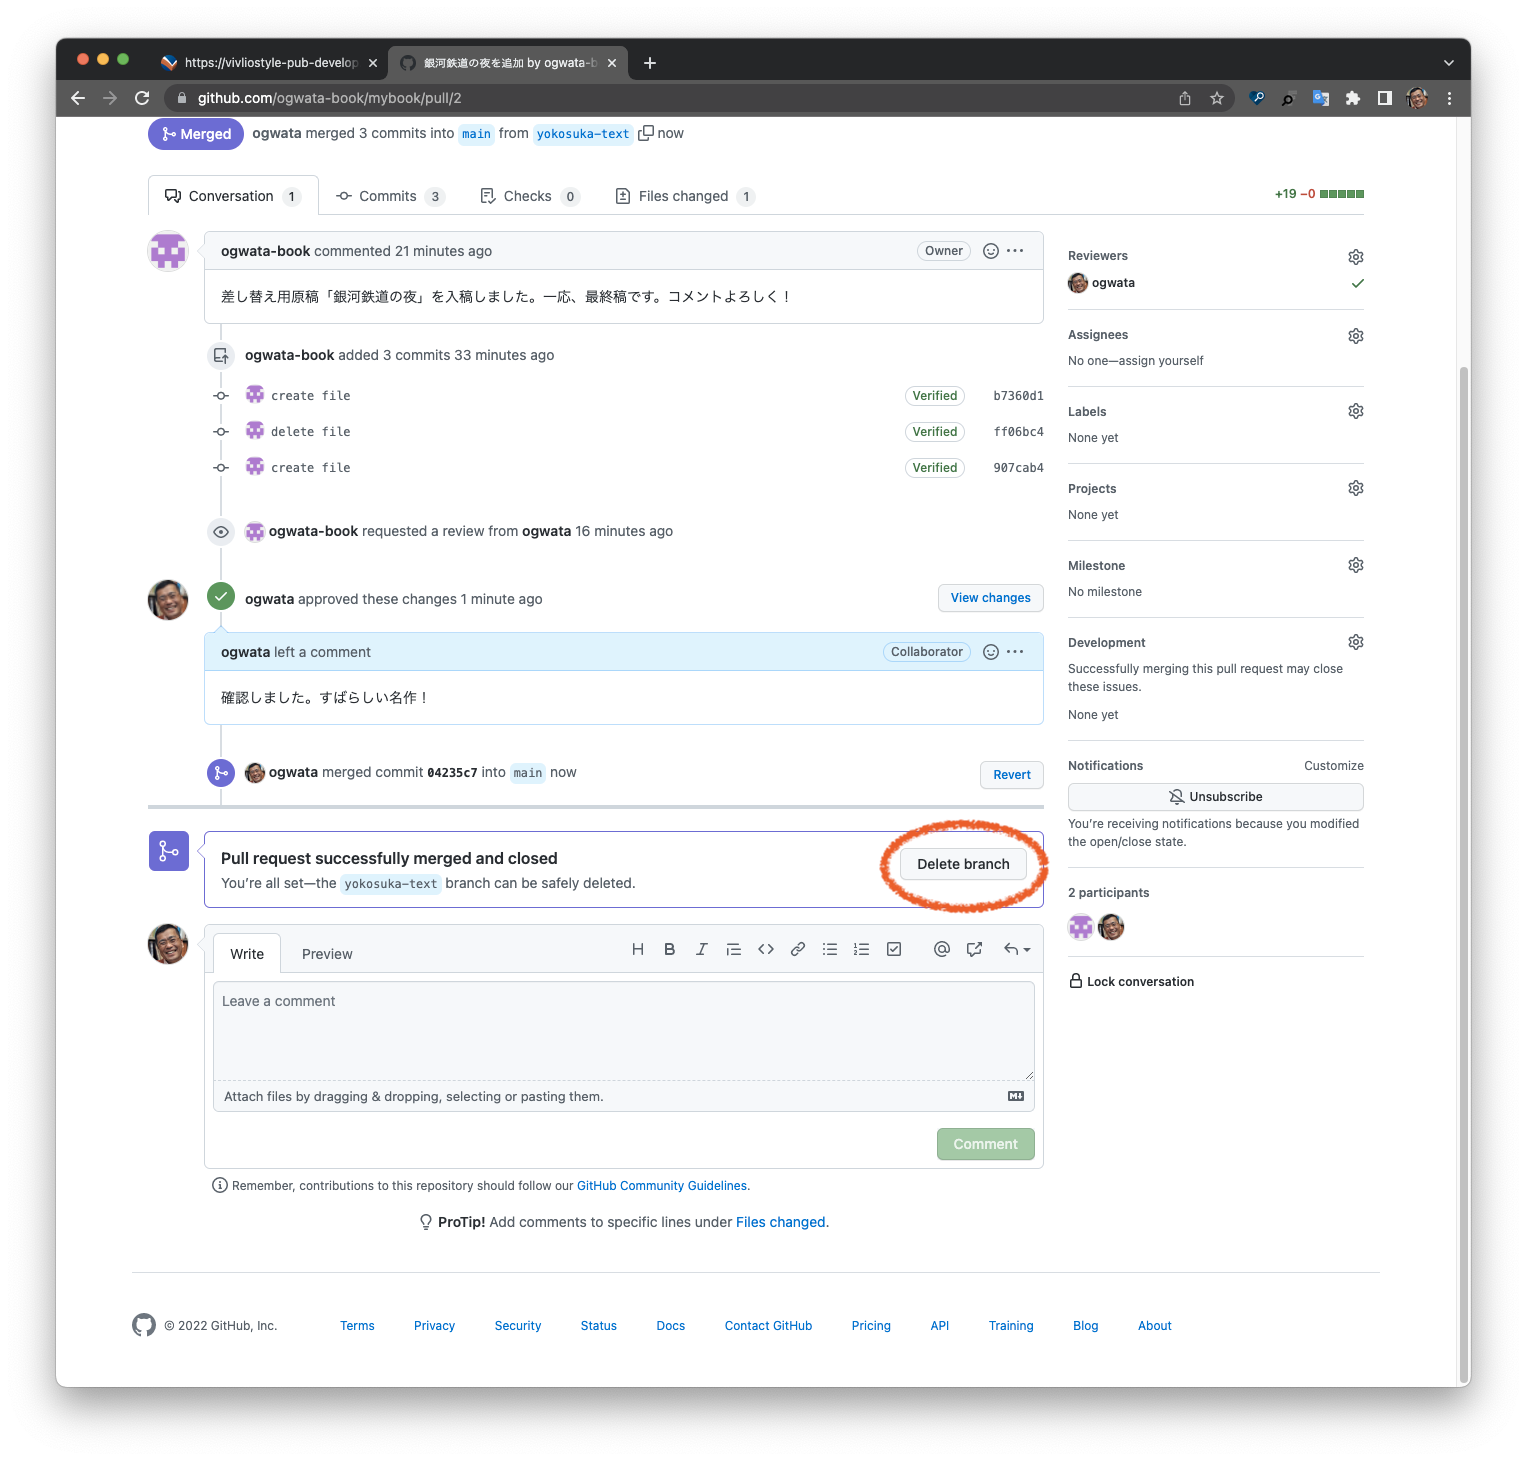 https://vivliostyle-pub-develop
銀河鉄道の夜を追加 by ogwata-b
github.com/ogwata-book/mybook/pull/2
Merged ogwata merged 3 commits into main from yokosuka-text now
Conversation 1 Commits 3 Checks 0 Files changed 1 +19 −0
ogwata-book commented 21 minutes ago Owner
差し替え用原稿「銀河鉄道の夜」を入稿しました。一応、最終稿です。コメントよろしく！
ogwata-book added 3 commits 33 minutes ago
create file Verified b7360d1
delete file Verified ff06bc4
create file Verified 907cab4
ogwata-book requested a review from ogwata 16 minutes ago
ogwata approved these changes 1 minute ago View changes
ogwata left a comment Collaborator
確認しました。すばらしい名作！
ogwata merged commit 04235c7 into main now Revert
Pull request successfully merged and closed
You’re all set—the yokosuka-text branch can be safely deleted.
Delete branch
Write Preview
Leave a comment
Attach files by dragging & dropping, selecting or pasting them.
Comment
Remember, contributions to this repository should follow our GitHub Community Guidelines.
ProTip! Add comments to specific lines under Files changed.
Reviewers
ogwata
Assignees
No one—assign yourself
Labels
None yet
Projects
None yet
Milestone
No milestone
Development
Successfully merging this pull request may close
these issues.
None yet
Notifications Customize
Unsubscribe
You’re receiving notifications because you modified
the open/close state.
2 participants
Lock conversation
© 2022 GitHub, Inc. Terms Privacy Security Status Docs Contact GitHub Pricing API Training Blog About